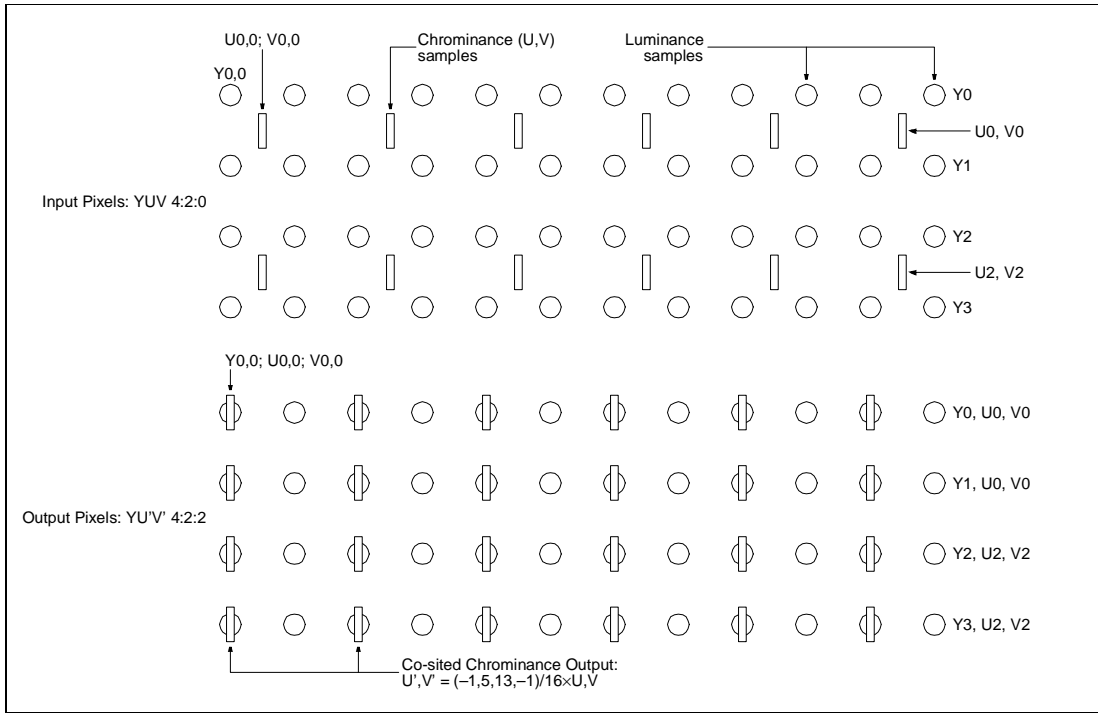 U0,0; V0,0
Chrominance (U,V)
samples
Luminance
samples
Y0,0
Y0
U0, V0
Y1
Input Pixels: YUV 4:2:0
Y2
U2, V2
Y3
Y0,0; U0,0; V0,0
Y0, U0, V0
Y1, U0, V0
Output Pixels: YU'V' 4:2:2
Y2, U2, V2
Y3, U2, V2
Co-sited Chrominance Output:
U',V' = (–1,5,13,–1)/16×U,V